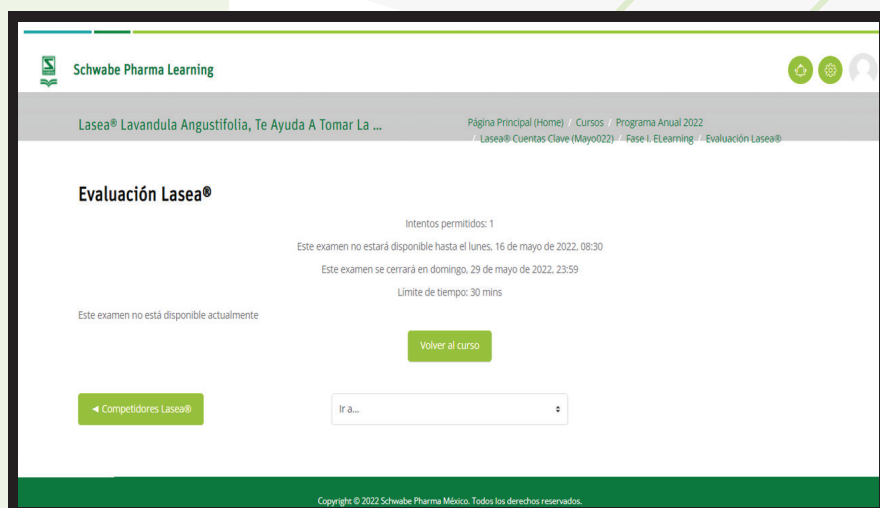 Schwabe Pharma Learning
Lasea® Lavandula Angustifolia, Te Ayuda A Tomar La ...
Página Principal (Home) / Cursos / Programa Anual 2022
/ Lasea® Cuentas Clave (Mayo022) / Fase I. ELearning / Evaluación Lasea®
Evaluación Lasea®
Intentos permitidos: 1
Este examen no estará disponible hasta el lunes, 16 de mayo de 2022, 08:30
Este examen se cerrará en domingo, 29 de mayo de 2022, 23:59
Límite de tiempo: 30 mins
Este examen no está disponible actualmente
Volver al curso
◄ Competidores Lasea®
Ir a...
Copyright © 2022 Schwabe Pharma México. Todos los derechos reservados.